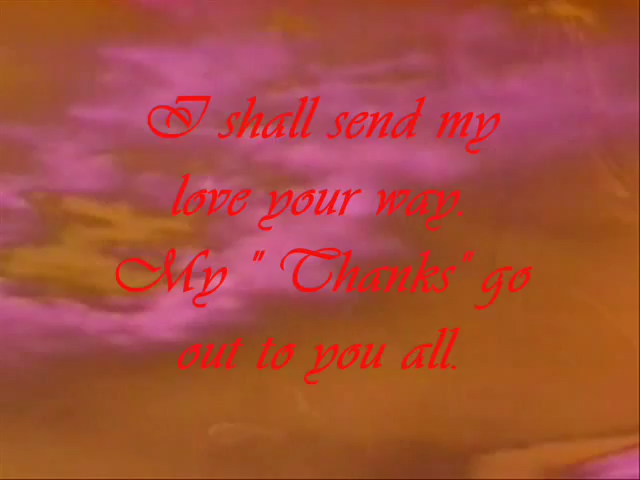 I shall send my
love your way.
My " Thanks" go
out to you all.